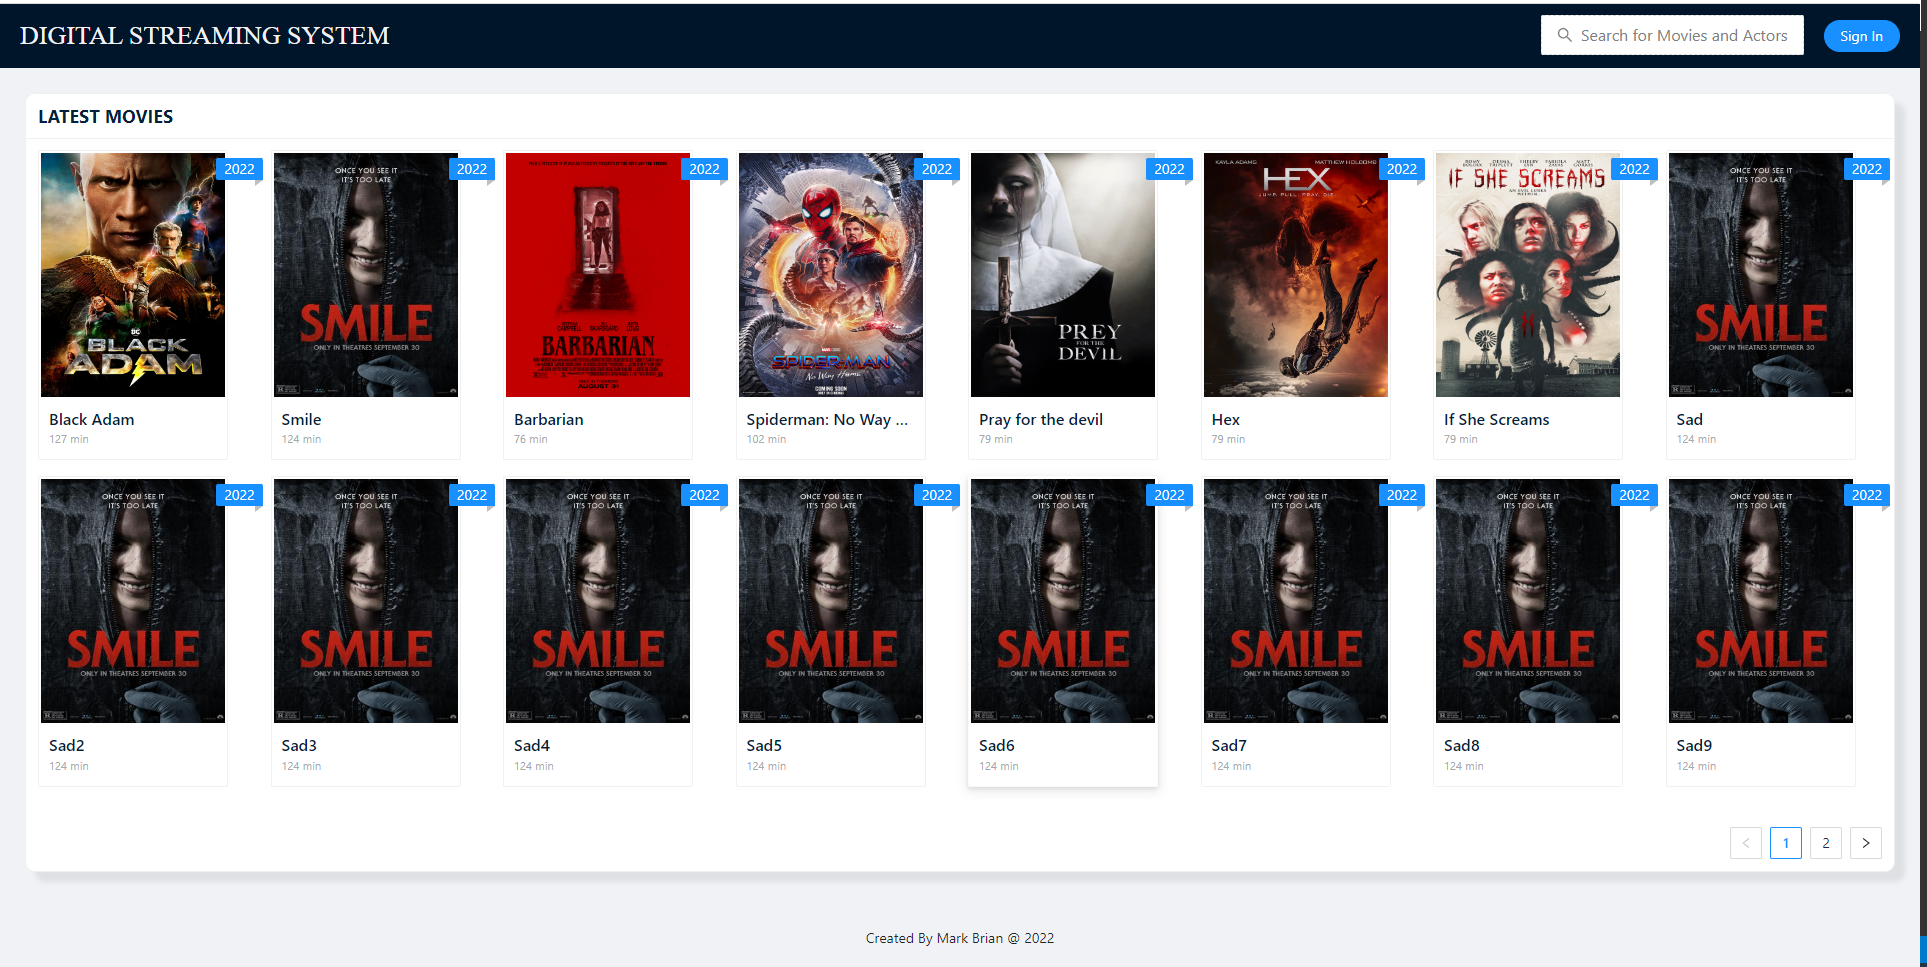 DIGITAL STREAMING SYSTEM
Search for Movies and Actors
Sign In
LATEST MOVIES
2022
DC
BLACK
ADAM
Black Adam
127 min
2022
ONCE YOU SEE IT
IT'S TOO LATE
SMILE
ONLY IN THEATRES SEPTEMBER 30
Smile
124 min
2022
BARBARIAN
AUGUST 31
Barbarian
76 min
2022
SPIDER-MAN
No Way Home
COMING SOON
Spiderman: No Way ...
102 min
2022
PREY
FOR THE
DEVIL
Pray for the devil
79 min
2022
KAYLA ADAMS
MATTHEW HOLCOMB
HEX
JUMP. PULL. PRAY. DIE.
Hex
79 min
2022
IF SHE SCREAMS
If She Screams
79 min
2022
ONCE YOU SEE IT
IT'S TOO LATE
SMILE
ONLY IN THEATRES SEPTEMBER 30
Sad
124 min
2022
ONCE YOU SEE IT
IT'S TOO LATE
SMILE
ONLY IN THEATRES SEPTEMBER 30
Sad2
124 min
2022
ONCE YOU SEE IT
IT'S TOO LATE
SMILE
ONLY IN THEATRES SEPTEMBER 30
Sad3
124 min
2022
ONCE YOU SEE IT
IT'S TOO LATE
SMILE
ONLY IN THEATRES SEPTEMBER 30
Sad4
124 min
2022
ONCE YOU SEE IT
IT'S TOO LATE
SMILE
ONLY IN THEATRES SEPTEMBER 30
Sad5
124 min
2022
ONCE YOU SEE IT
IT'S TOO LATE
SMILE
ONLY IN THEATRES SEPTEMBER 30
Sad6
124 min
2022
ONCE YOU SEE IT
IT'S TOO LATE
SMILE
ONLY IN THEATRES SEPTEMBER 30
Sad7
124 min
2022
ONCE YOU SEE IT
IT'S TOO LATE
SMILE
ONLY IN THEATRES SEPTEMBER 30
Sad8
124 min
2022
ONCE YOU SEE IT
IT'S TOO LATE
SMILE
ONLY IN THEATRES SEPTEMBER 30
Sad9
124 min
< 1 2 >
Created By Mark Brian @ 2022